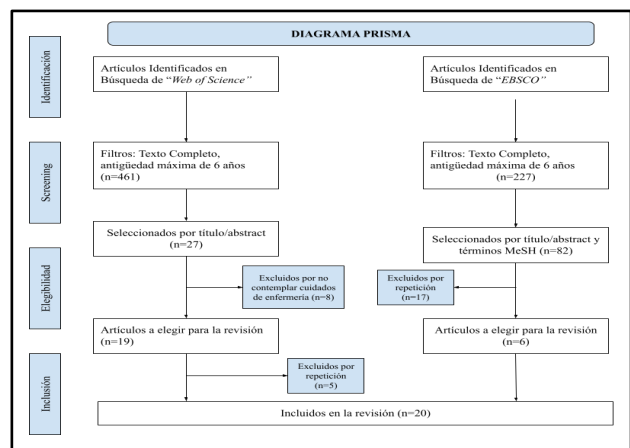 DIAGRAMA PRISMA
Identificación
Artículos Identificados en
Búsqueda de “Web of Science”
Artículos Identificados en
Búsqueda de “EBSCO”
Screening
Filtros: Texto Completo,
antigüedad máxima de 6 años
(n=461)
Filtros: Texto Completo,
antigüedad máxima de 6 años
(n=227)
Seleccionados por título/abstract
(n=27)
Seleccionados por título/abstract y
términos MeSH (n=82)
Elegibilidad
Excluidos por no
contemplar cuidados
de enfermería (n=8)
Excluidos por
repetición
(n=17)
Artículos a elegir para la revisión
(n=19)
Artículos a elegir para la revisión
(n=6)
Inclusión
Excluidos por
repetición
(n=5)
Incluidos en la revisión (n=20)